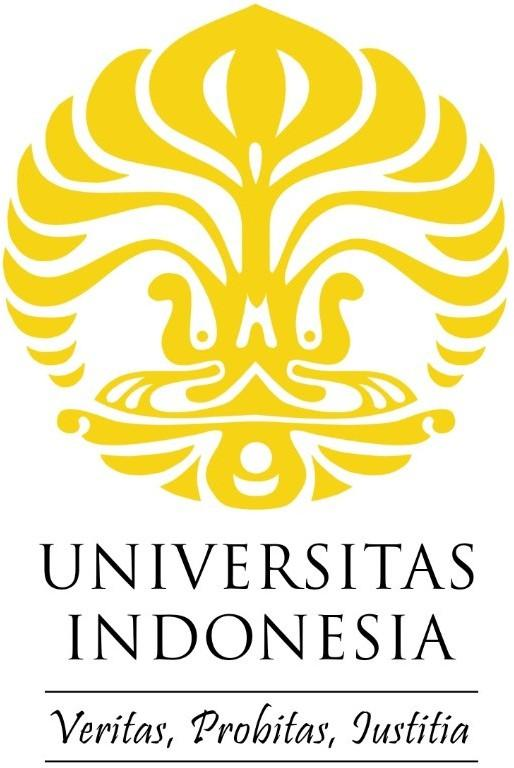 UNIVERSITAS
INDONESIA
Veritas, Probitas, Iustitia